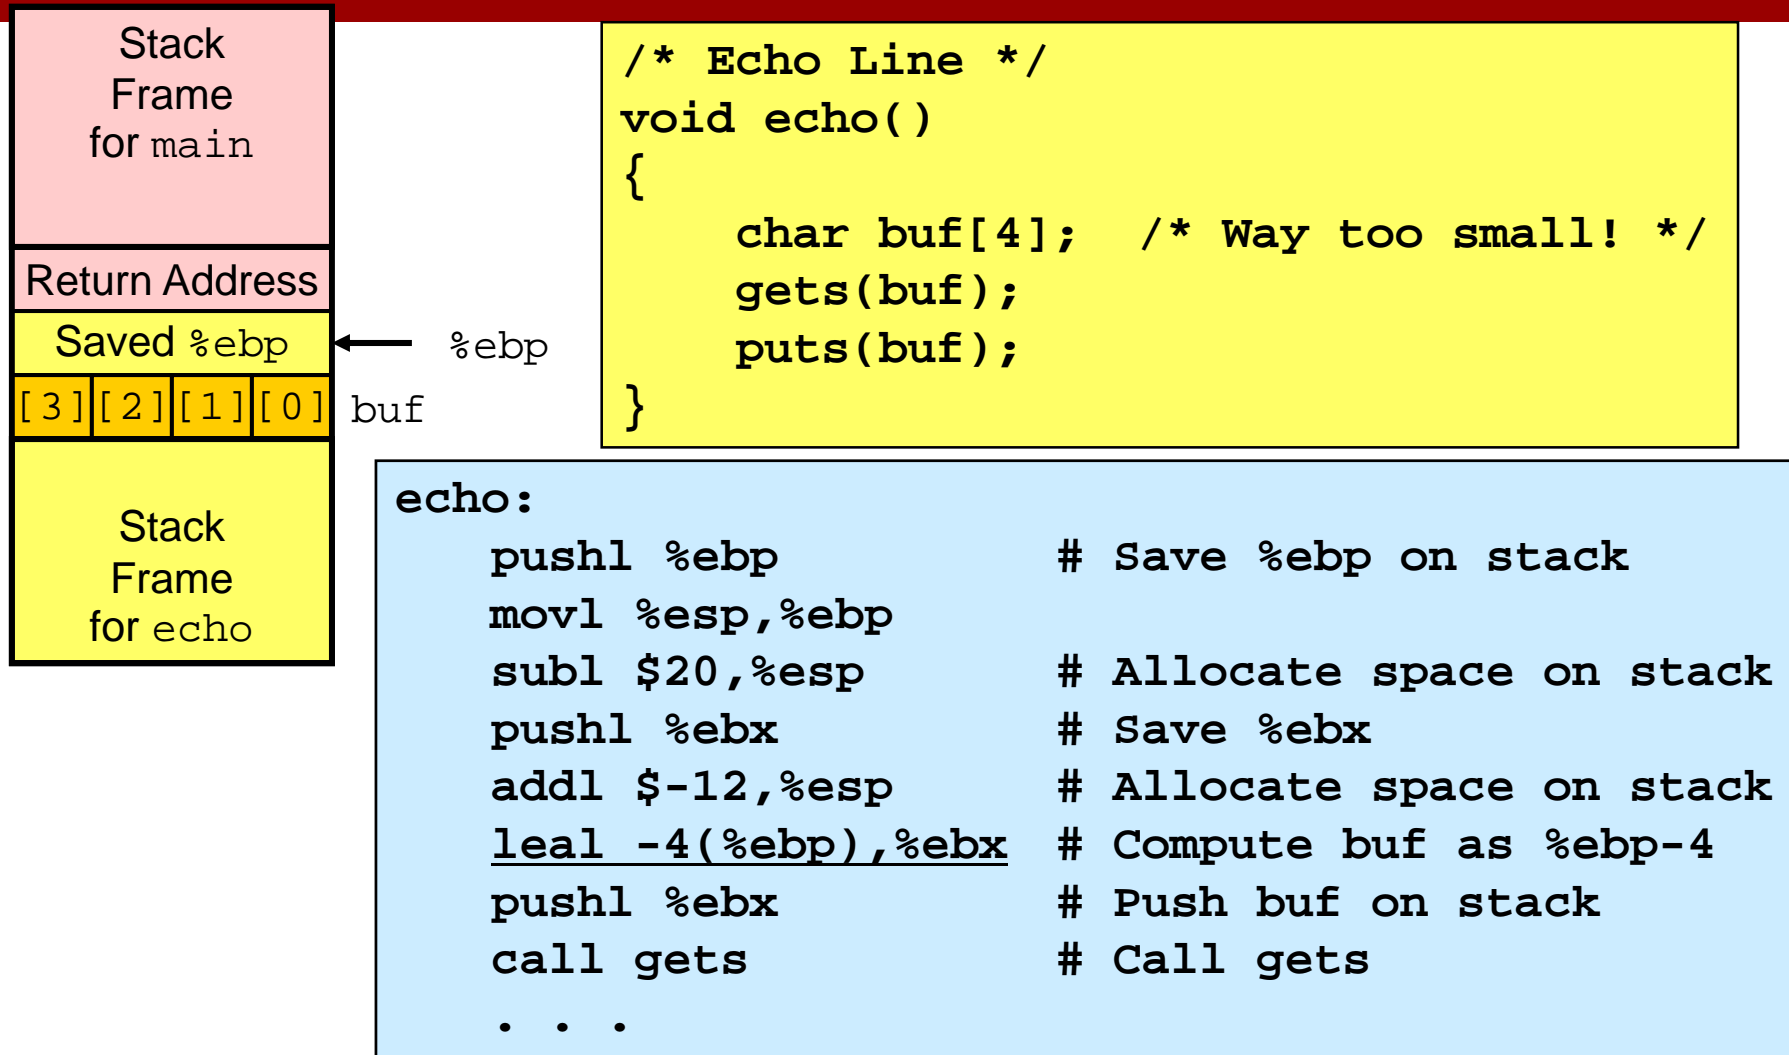 Stack
Frame
for main
Return Address
Saved %ebp
%ebp
[3][2][1][0]
buf
Stack
Frame
for echo
/* Echo Line */
void echo()
{
    char buf[4];  /* Way too small! */
    gets(buf);
    puts(buf);
}
echo:
    pushl %ebp            # Save %ebp on stack
    movl %esp,%ebp
    subl $20,%esp         # Allocate space on stack
    pushl %ebx            # Save %ebx
    addl $-12,%esp        # Allocate space on stack
    leal -4(%ebp),%ebx    # Compute buf as %ebp-4
    pushl %ebx            # Push buf on stack
    call gets             # Call gets
    . . .